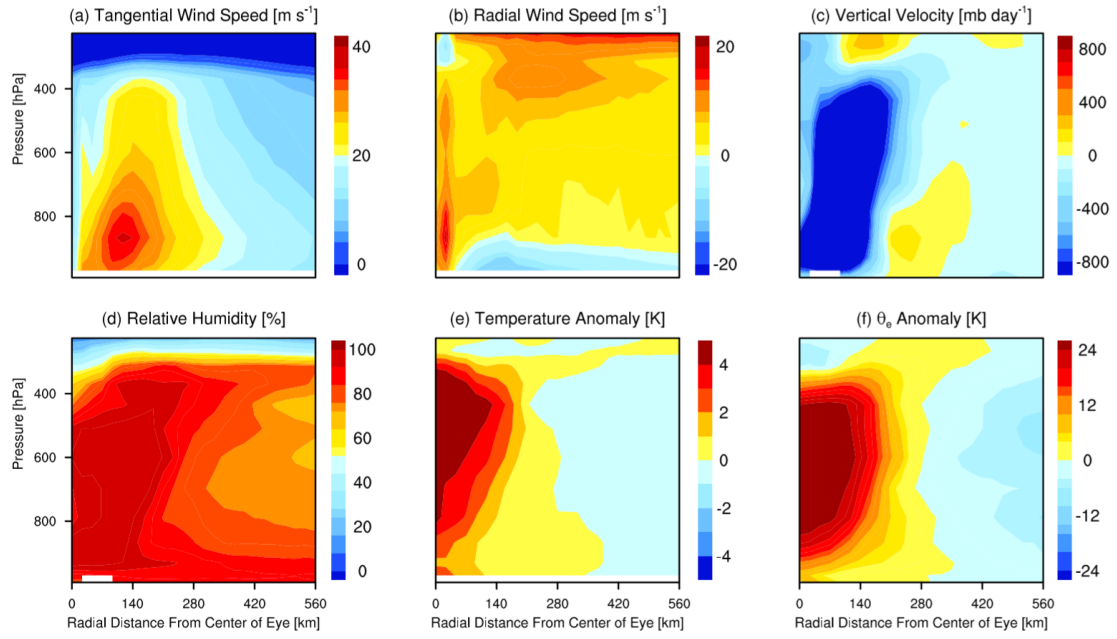 (a) Tangential Wind Speed [m s⁻¹]
(b) Radial Wind Speed [m s⁻¹]
(c) Vertical Velocity [mb day⁻¹]
Pressure [hPa]
400
600
800
40
20
0
20
0
-20
800
400
0
-400
-800
(d) Relative Humidity [%]
(e) Temperature Anomaly [K]
(f) θₑ Anomaly [K]
Pressure [hPa]
400
600
800
100
80
60
40
20
0
4
2
0
-2
-4
24
12
0
-12
-24
0 140 280 420 560
0 140 280 420 560
0 140 280 420 560
Radial Distance From Center of Eye [km]
Radial Distance From Center of Eye [km]
Radial Distance From Center of Eye [km]